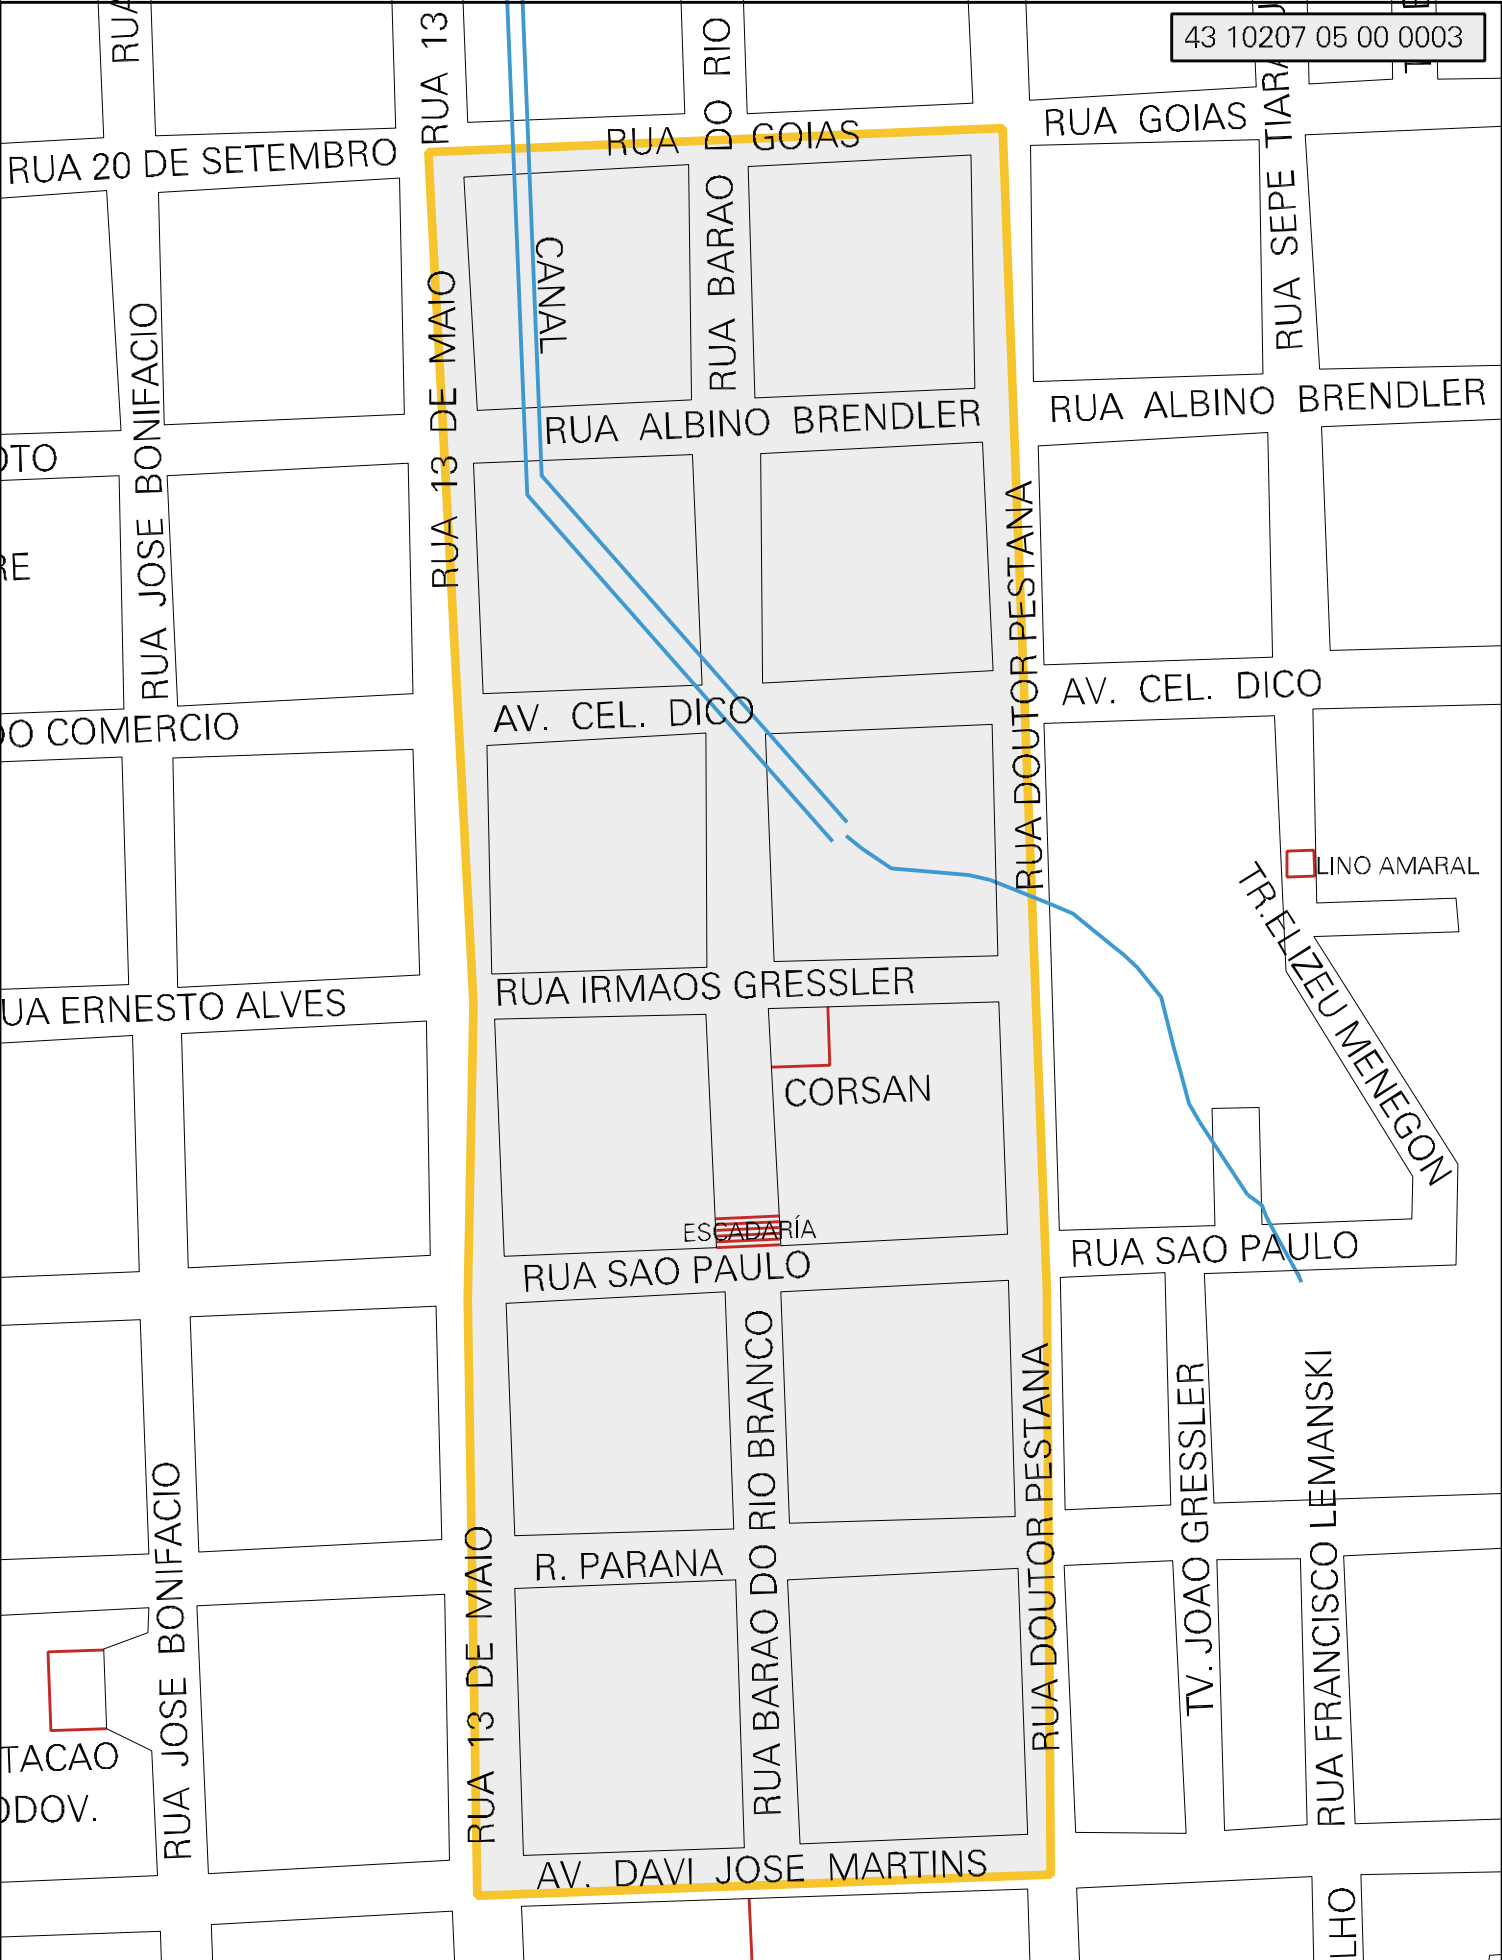 43 10207 05 00 0003
RUA
RUA 13
DO RIO
RUA GOIAS
RUA GOIAS
RUA 20 DE SETEMBRO
RUA SEPE
RUA BARAO
CANAL
RUA 13 DE MAIO
RUA JOSE BONIFACIO
RUA ALBINO BRENDLER
RUA ALBINO BRENDLER
RUA DOUTOR PESTANA
AV. CEL. DICO
AV. CEL. DICO
COMERCIO
LINO AMARAL
TR.ELIZEU MENEGON
RUA IRMAOS GRESSLER
ERNESTO ALVES
CORSAN
ESCADARÍA
RUA SAO PAULO
RUA SAO PAULO
RUA BARAO DO RIO BRANCO
RUA DOUTOR PESTANA
TV. JOAO GRESSLER
RUA FRANCISCO LEMANSKI
RUA JOSE BONIFACIO
RUA 13 DE MAIO
R. PARANA
TACAO
ODOV.
AV. DAVI JOSE MARTINS
LHO